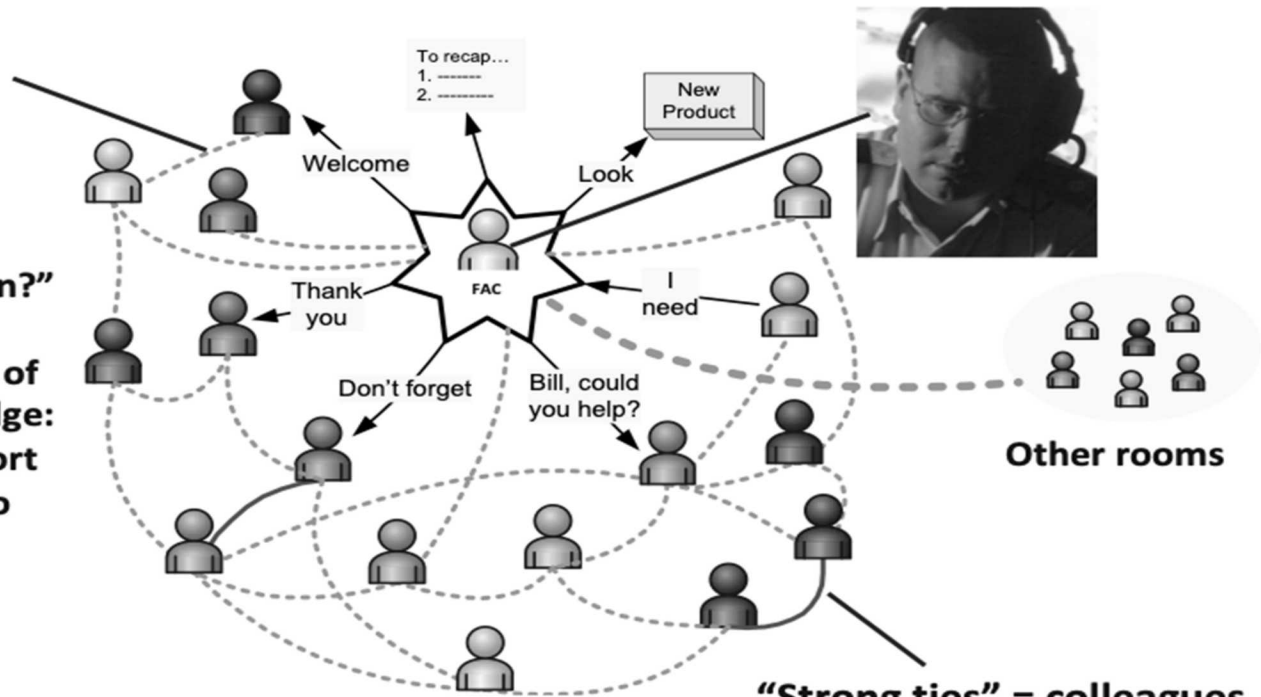 To recap...
1. -------
2. ---------
New
Product
Welcome
Look
n?"
FAC
I
need
Thank
you
of
Don't forget
Bill, could
you help?
ge:
ort
Other rooms
"Strong ties" = colleagues